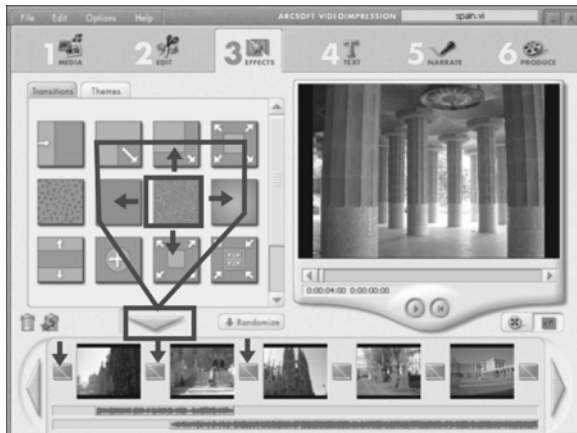 File Edit Options Help ARCSOFT VIDEOIMPRESSION spain.vi
1 MEDIA 2 EDIT 3 EFFECTS 4 TEXT 5 NARRATE 6 PRODUCE
Transitions Themes
0:00:04:00 0:00:00:00
Randomize